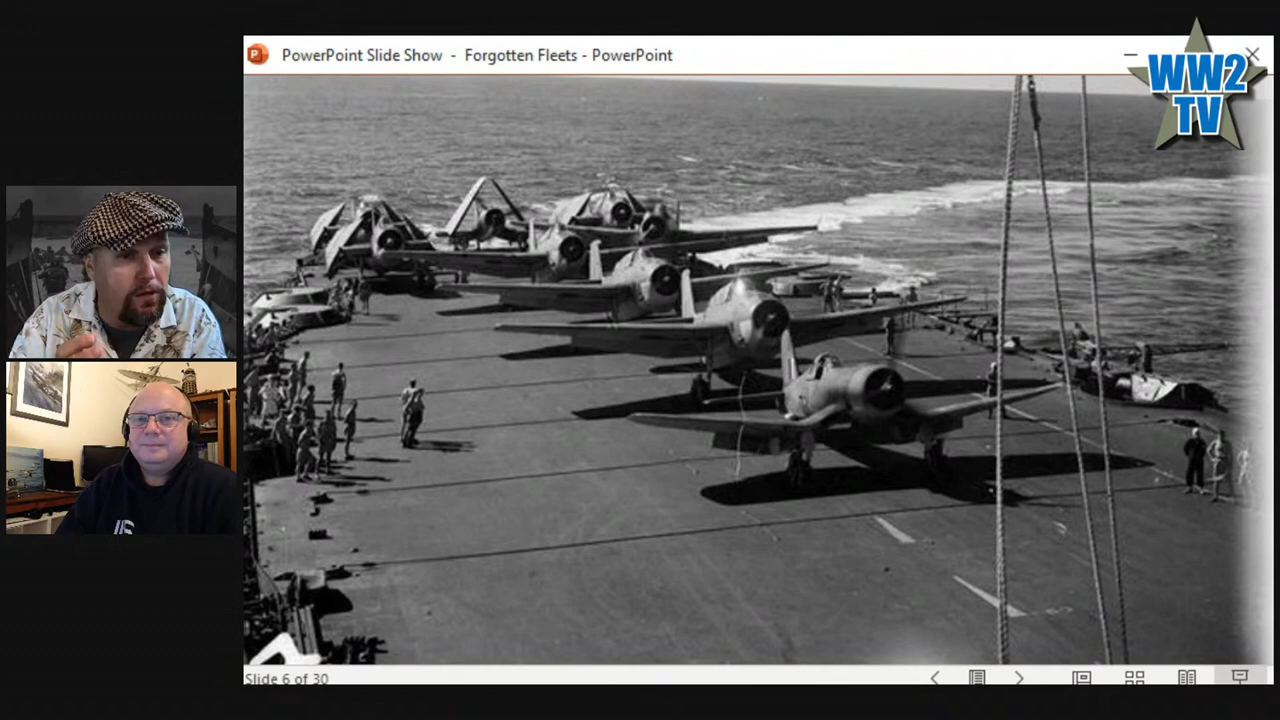 PowerPoint Slide Show - Forgotten Fleets - PowerPoint
WW2
TV
Slide 6 of 30